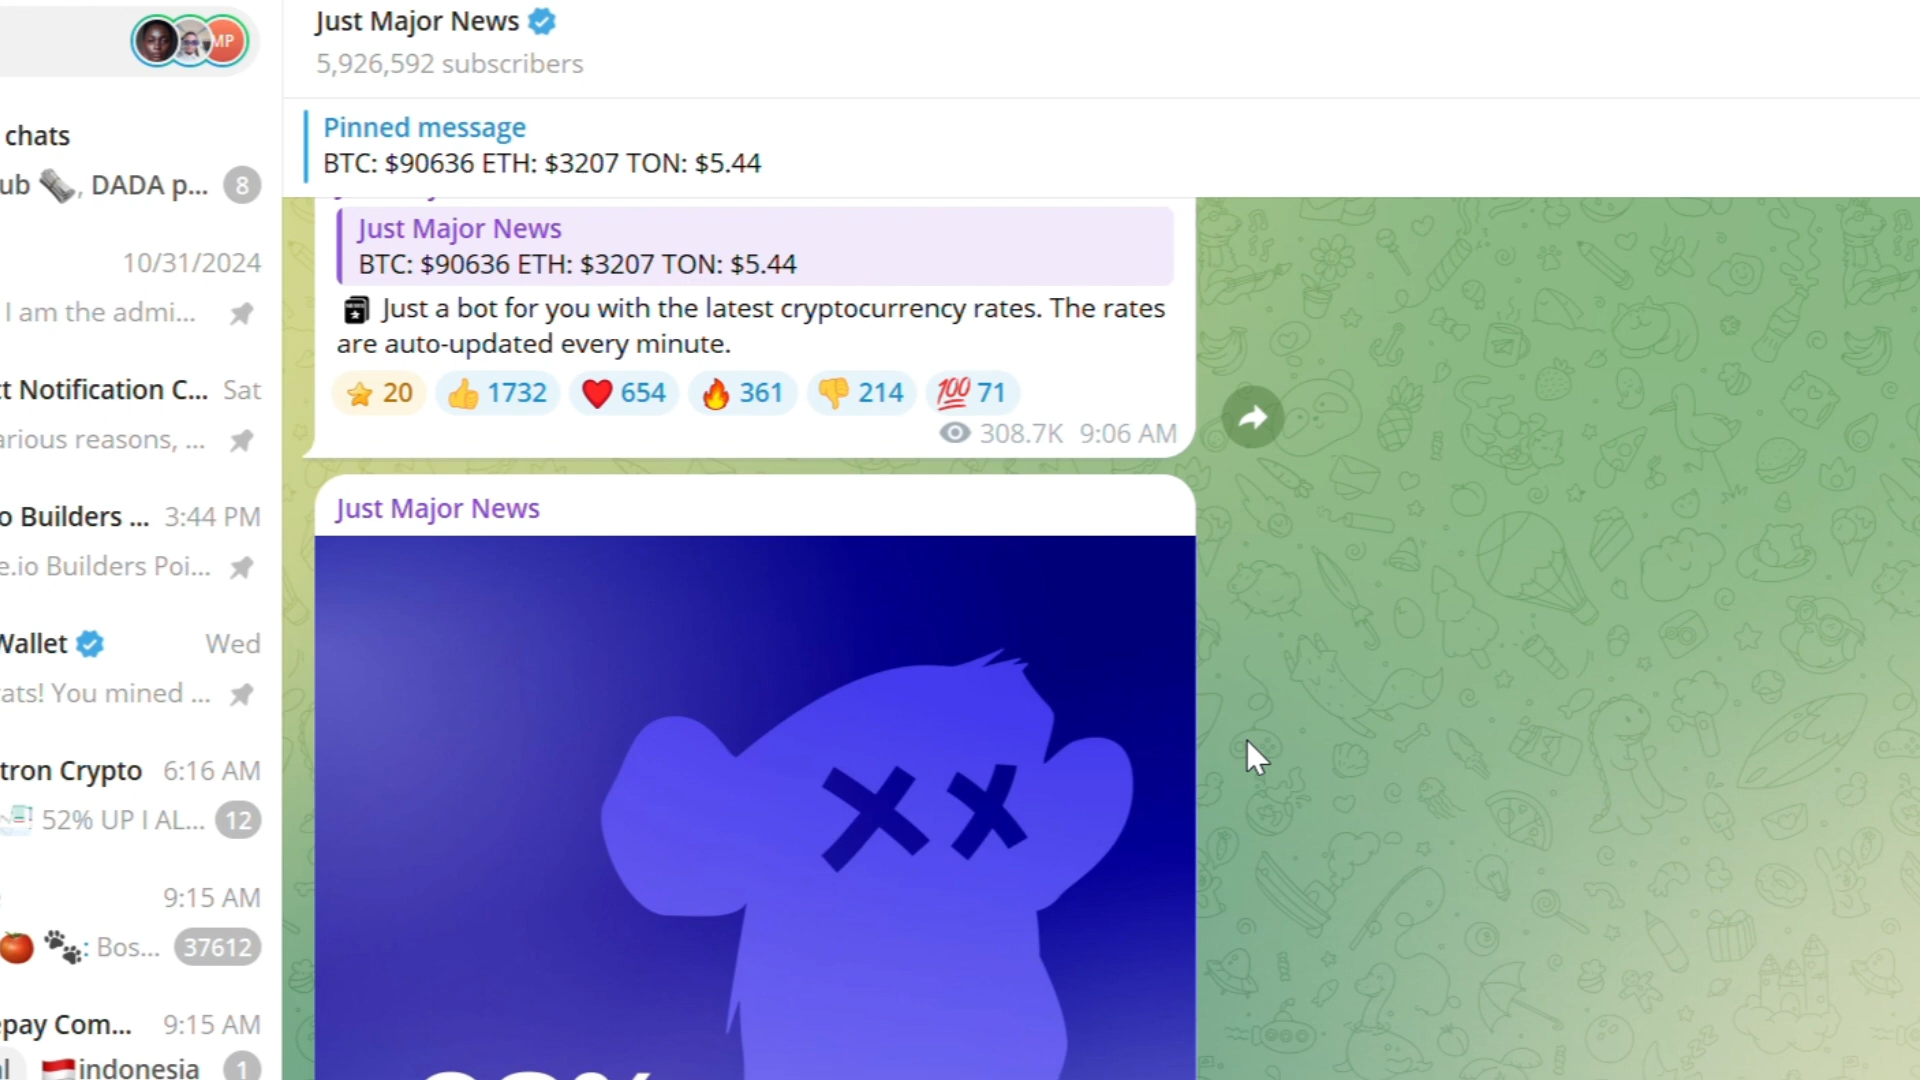 MP
chats
ub , DADA p... 8
10/31/2024
I am the admi...
ct Notification C... Sat
arious reasons, ...
o Builders ... 3:44 PM
e.io Builders Poi...
Wallet Wed
ats! You mined ...
tron Crypto 6:16 AM
52% UP I AL... 12
9:15 AM
: Bos... 37612
epay Com... 9:15 AM
indonesia 1
Just Major News
5,926,592 subscribers
Pinned message
BTC: $90636 ETH: $3207 TON: $5.44
Just Major News
BTC: $90636 ETH: $3207 TON: $5.44
Just a bot for you with the latest cryptocurrency rates. The rates
are auto-updated every minute.
20 1732 654 361 214 100 71
308.7K 9:06 AM
Just Major News